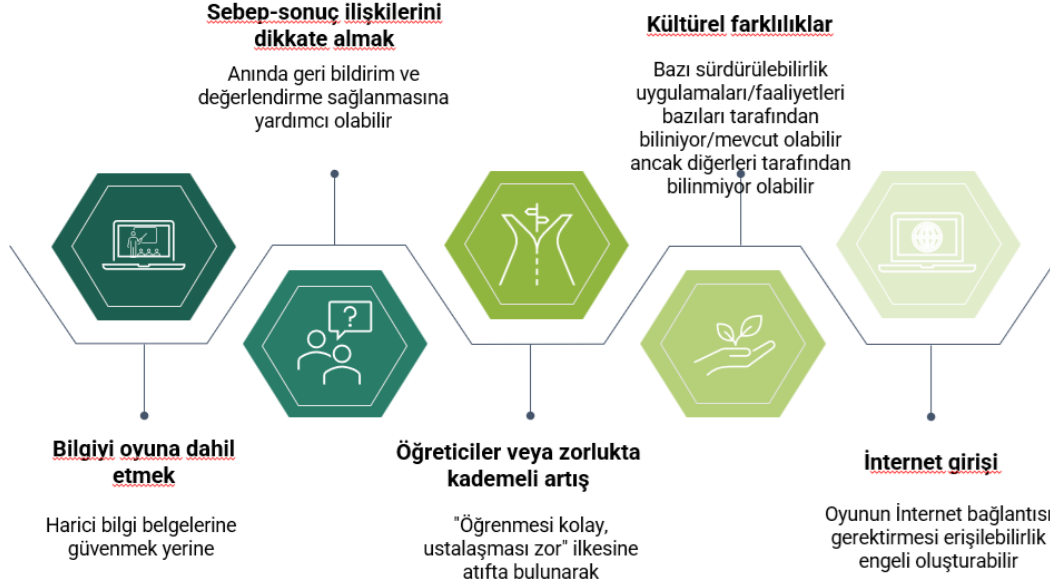 Sebep-sonuç ilişkilerini
dikkate almak
Anında geri bildirim ve
değerlendirme sağlanmasına
yardımcı olabilir
Kültürel farklılıklar
Bazı sürdürülebilirlik
uygulamaları/faaliyetleri
bazıları tarafından
biliniyor/mevcut olabilir
ancak diğerleri tarafından
bilinmiyor olabilir
?
Bilgiyi oyuna dahil
etmek
Harici bilgi belgelerine
güvenmek yerine
Öğreticiler veya zorlukta
kademeli artış
"Öğrenmesi kolay,
ustalaşması zor" ilkesine
atıfta bulunarak
İnternet girişi
Oyunun İnternet bağlantısı
gerektirmesi erişilebilirlik
engeli oluşturabilir